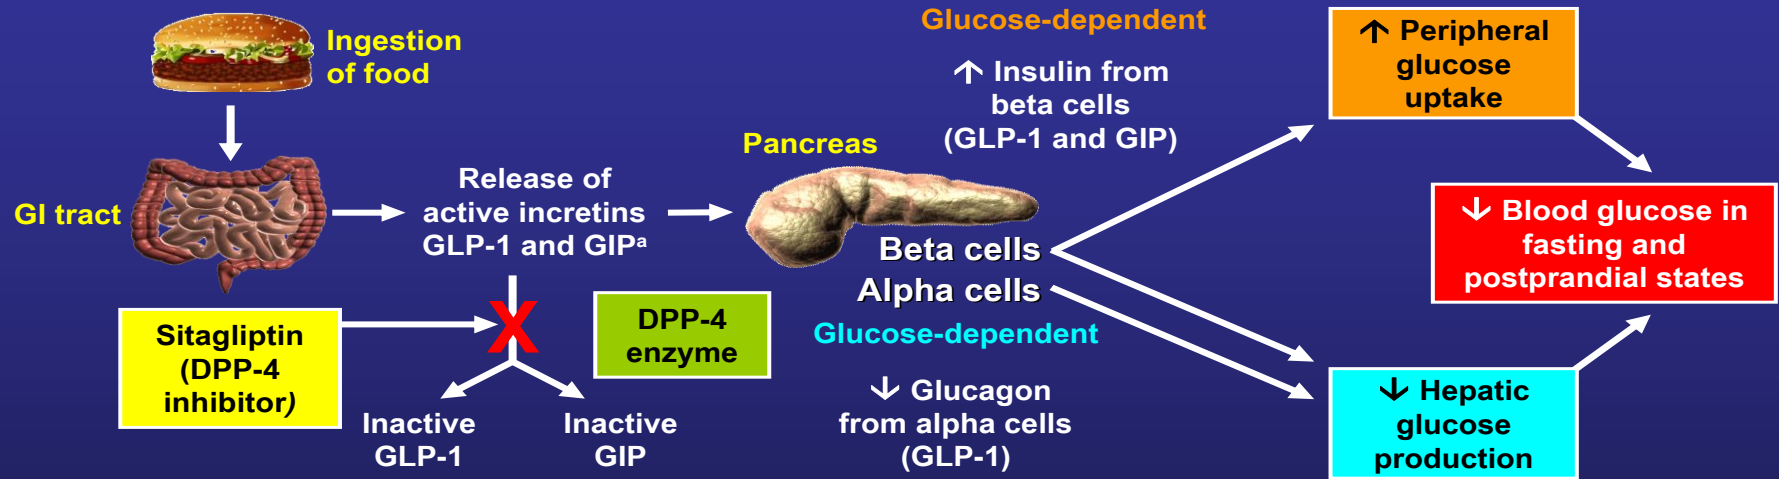 Ingestion
of food
GI tract
Release of
active incretins
GLP-1 and GIPᵃ
Sitagliptin
(DPP-4
inhibitor)
X
DPP-4
enzyme
Inactive
GLP-1
Inactive
GIP
Pancreas
Glucose-dependent
↑ Insulin from
beta cells
(GLP-1 and GIP)
Beta cells
Alpha cells
Glucose-dependent
↓ Glucagon
from alpha cells
(GLP-1)
↑ Peripheral
glucose
uptake
↓ Blood glucose in
fasting and
postprandial states
↓ Hepatic
glucose
production